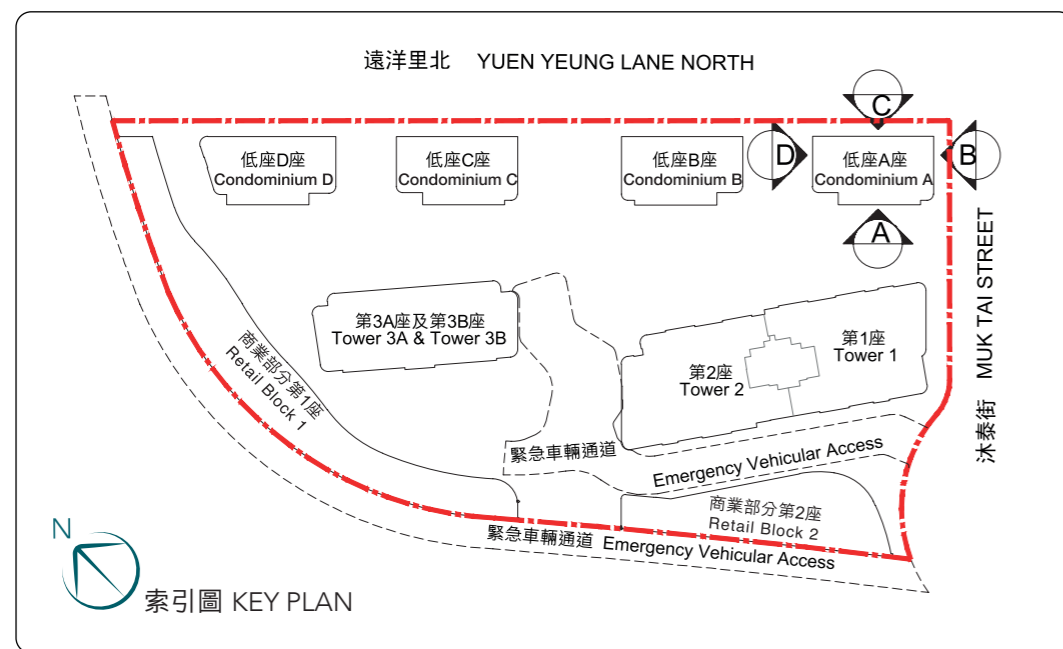 遠洋里北 YUEN YEUNG LANE NORTH
C
低座D座
Condominium D
低座C座
Condominium C
低座B座
Condominium B
D
低座A座
Condominium A
B
A
沐泰街 MUK TAI STREET
第3A座及第3B座
Tower 3A & Tower 3B
第1座
Tower 1
第2座
Tower 2
商業部分第1座
Retail Block 1
緊急車輛通道
Emergency Vehicular Access
商業部分第2座
Retail Block 2
緊急車輛通道 Emergency Vehicular Access
N
索引圖 KEY PLAN